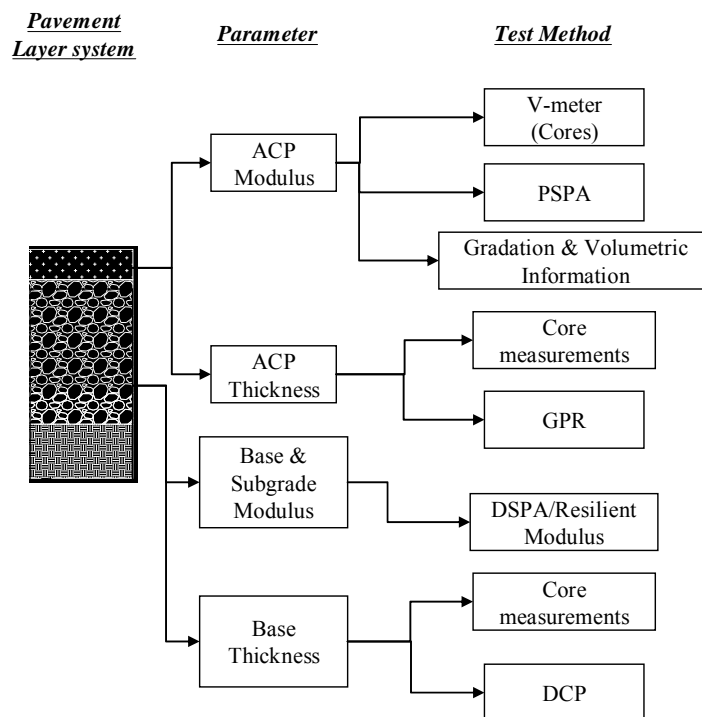 Pavement
Layer system
Parameter
Test Method
ACP
Modulus
V-meter
(Cores)
PSPA
Gradation & Volumetric
Information
ACP
Thickness
Core
measurements
GPR
Base &
Subgrade
Modulus
DSPA/Resilient
Modulus
Base
Thickness
Core
measurements
DCP